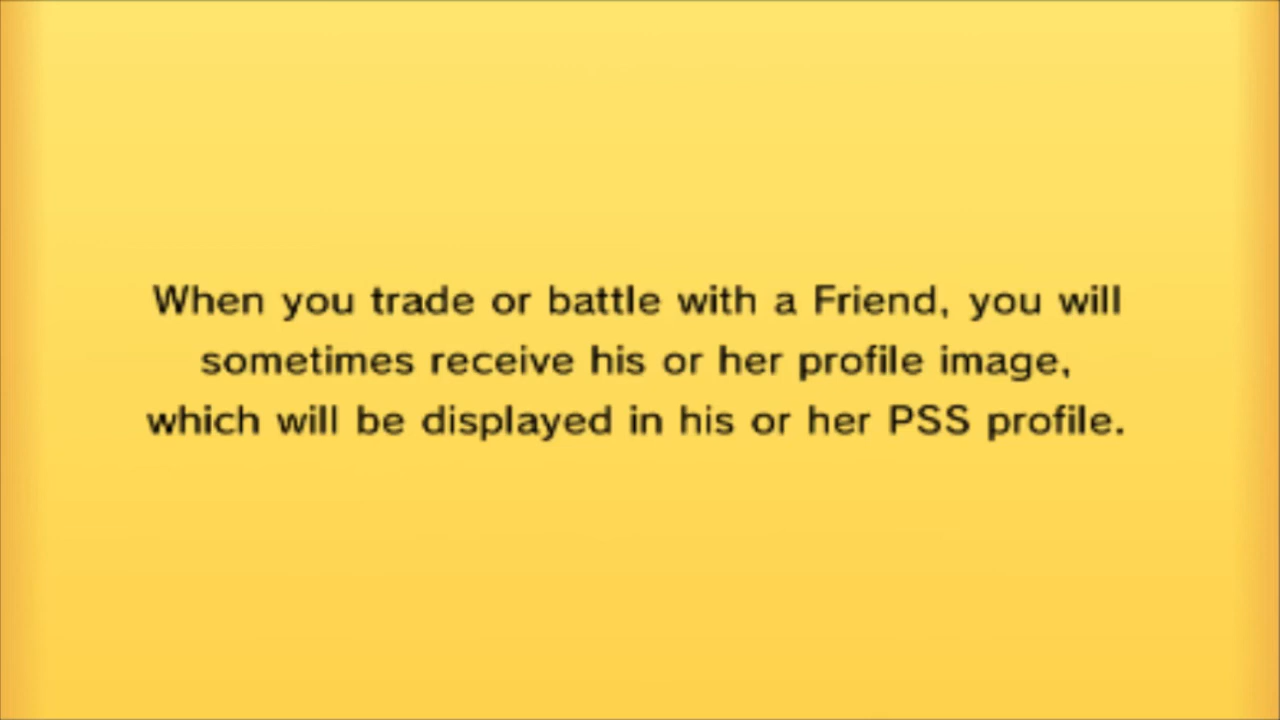 When you trade or battle with a Friend, you will
sometimes receive his or her profile image,
which will be displayed in his or her PSS profile.